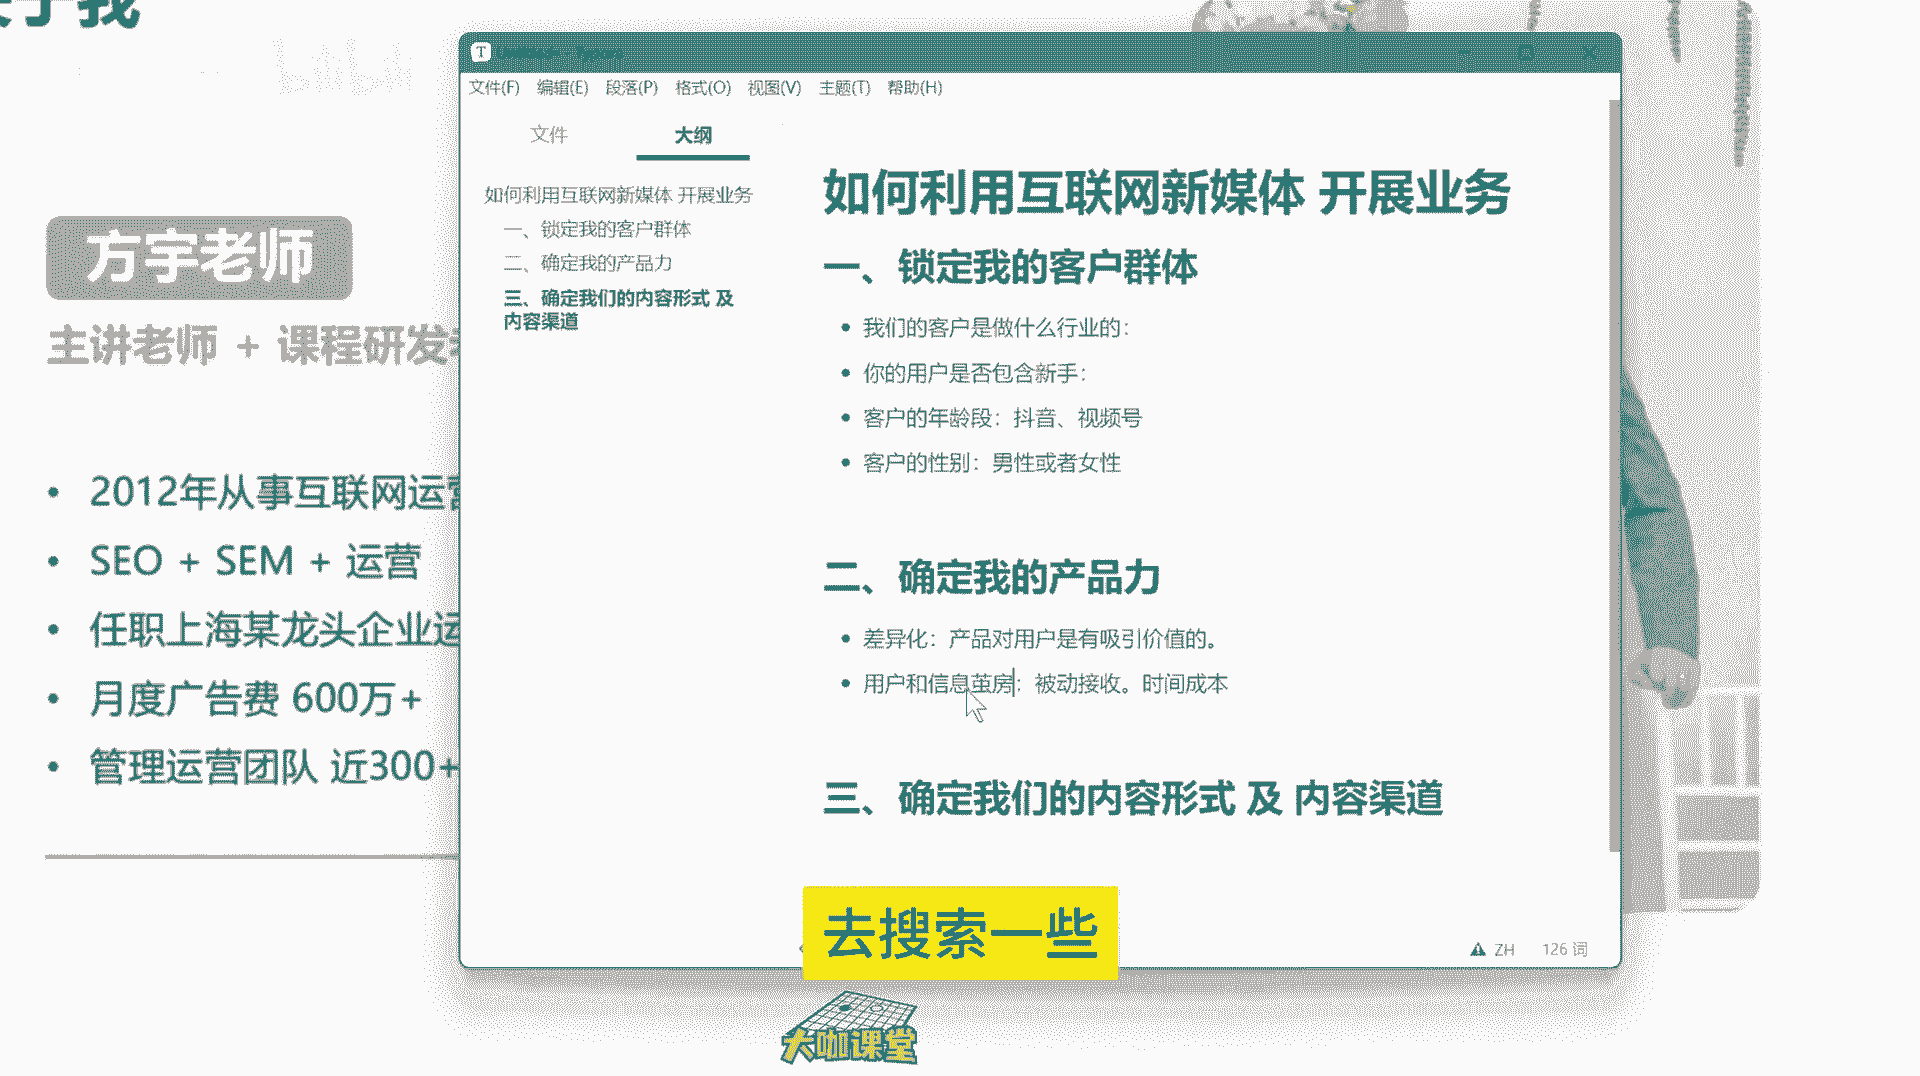 bilibili
方宇老师
主讲老师 + 课程研发
2012年从事互联网运营
SEO + SEM + 运营
任职上海某龙头企业运
月度广告费 600万+
管理运营团队 近300+
文件(F) 编辑(E) 段落(P) 格式(O) 视图(V) 主题(T) 帮助(H)
文件 大纲
如何利用互联网新媒体 开展业务
一、锁定我的客户群体
二、确定我的产品力
三、确定我们的内容形式 及
内容渠道
如何利用互联网新媒体 开展业务
一、锁定我的客户群体
我们的客户是做什么行业的：
你的用户是否包含新手：
客户的年龄段：抖音、视频号
客户的性别：男性或者女性
二、确定我的产品力
差异化：产品对用户是有吸引价值的。
用户和信息茧房：被动接收。时间成本
三、确定我们的内容形式 及 内容渠道
ZH 126 词
去搜索一些
大咖课堂